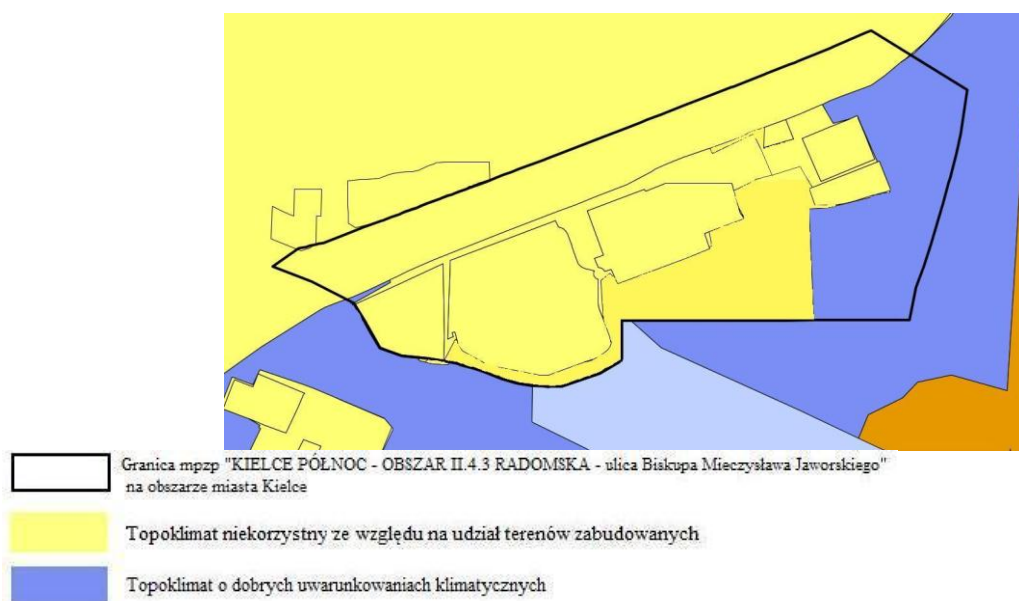 Granica mpzp "KIELCE PÓŁNOC - OBSZAR II.4.3 RADOMSKA - ulica Biskupa Mieczysława Jaworskiego"
na obszarze miasta Kielce
Topoklimat niekorzystny ze względu na udział terenów zabudowanych
Topoklimat o dobrych uwarunkowaniach klimatycznych